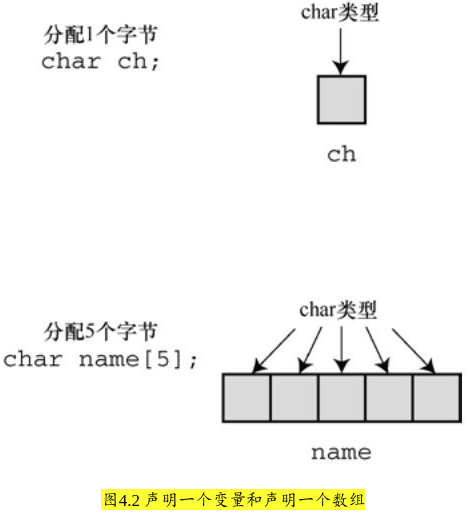 char类型
分配1个字节
char ch;
ch
char类型
分配5个字节
char name[5];
name
图4.2 声明一个变量和声明一个数组